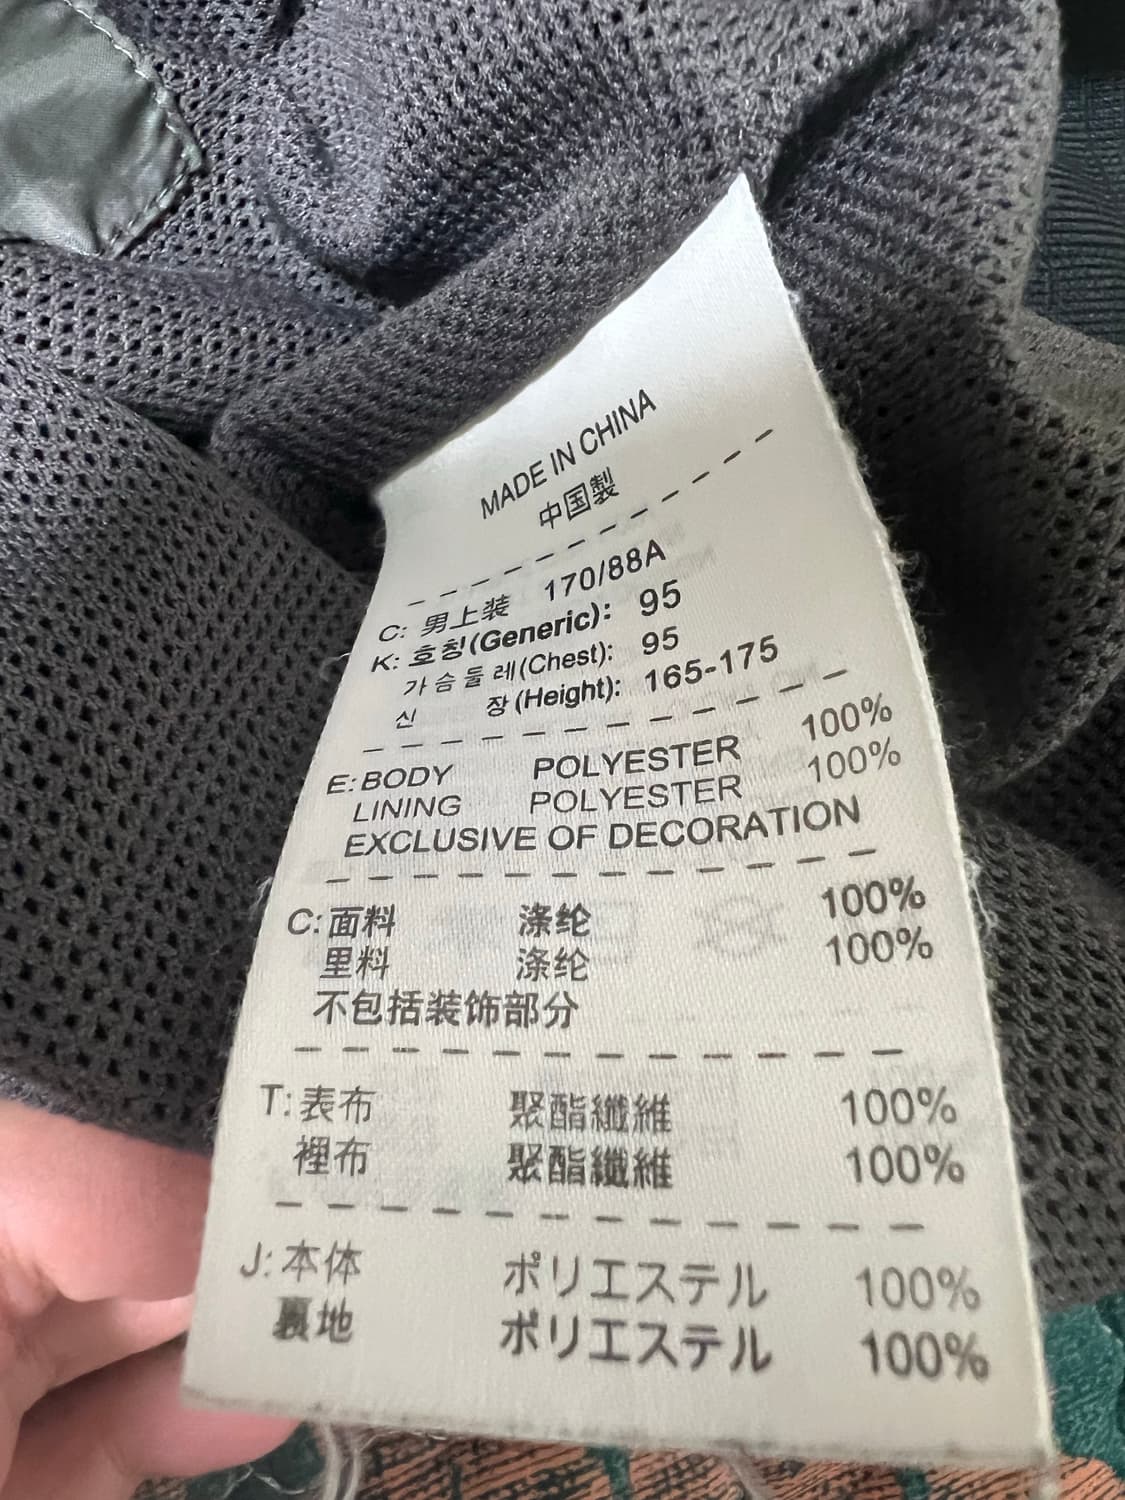 MADE IN CHINA
中国製
C: 男上装 170/88A
K: 호칭(Generic): 95
가슴둘레(Chest): 95
신 장(Height): 165-175
E: BODY POLYESTER 100%
LINING POLYESTER 100%
EXCLUSIVE OF DECORATION
C: 面料 涤纶 100%
里料 涤纶 100%
不包括装饰部分
T: 表布 聚酯纖維 100%
裡布 聚酯纖維 100%
J: 本体 ポリエステル 100%
裏地 ポリエステル 100%